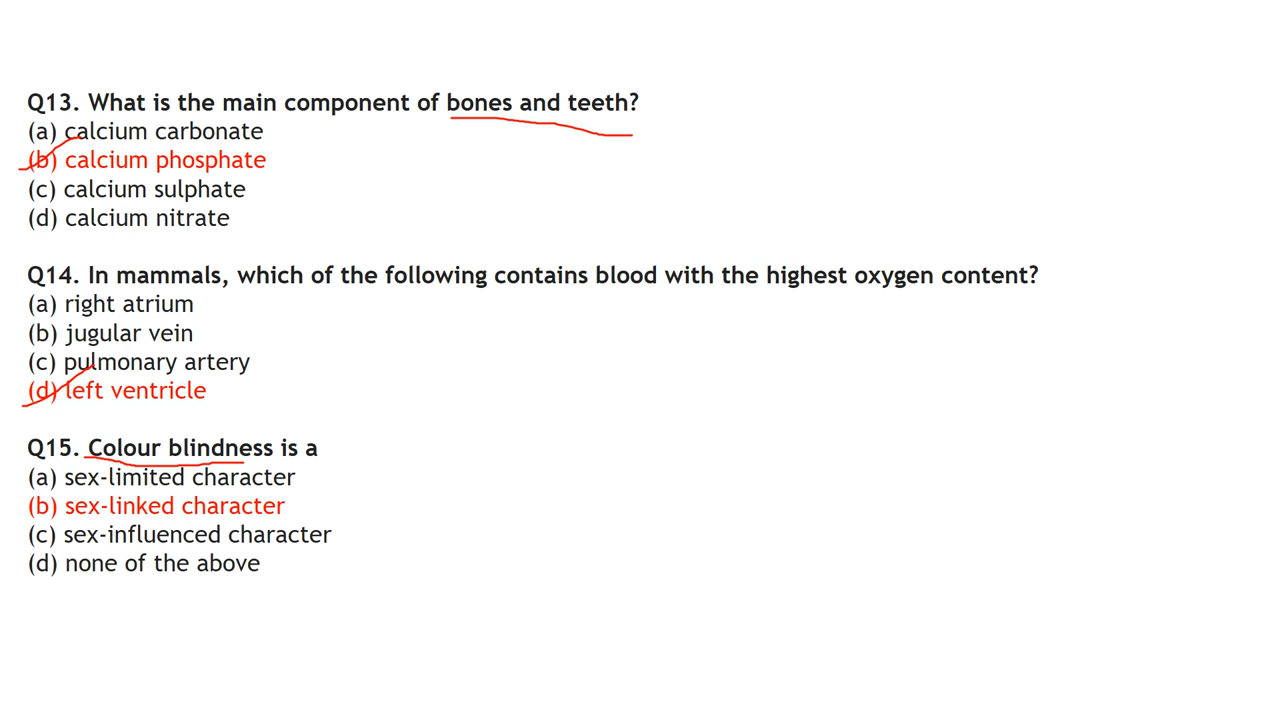 Q13. What is the main component of bones and teeth?
(a) calcium carbonate
(b) calcium phosphate
(c) calcium sulphate
(d) calcium nitrate
Q14. In mammals, which of the following contains blood with the highest oxygen content?
(a) right atrium
(b) jugular vein
(c) pulmonary artery
(d) left ventricle
Q15. Colour blindness is a
(a) sex-limited character
(b) sex-linked character
(c) sex-influenced character
(d) none of the above